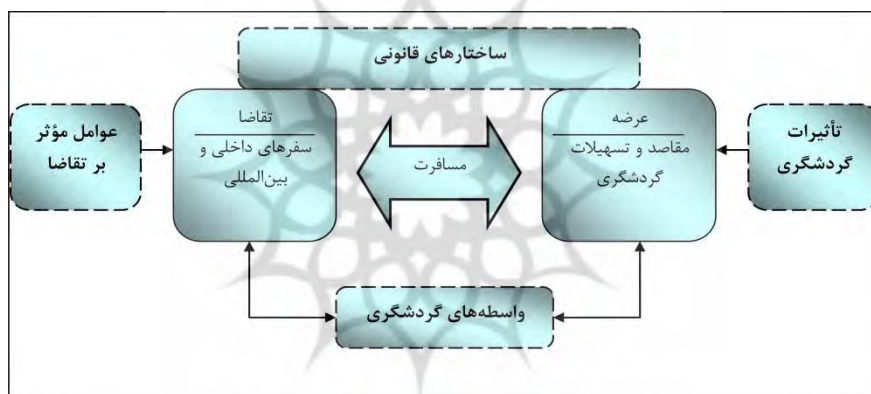 ساختارهای قانونی
تأثیرات
گردشگری
عرضه
مقاصد و تسهیلات
گردشگری
مسافرت
تقاضا
سفرهای داخلی و
بین‌المللی
عوامل مؤثر
بر تقاضا
واسطه‌های گردشگری